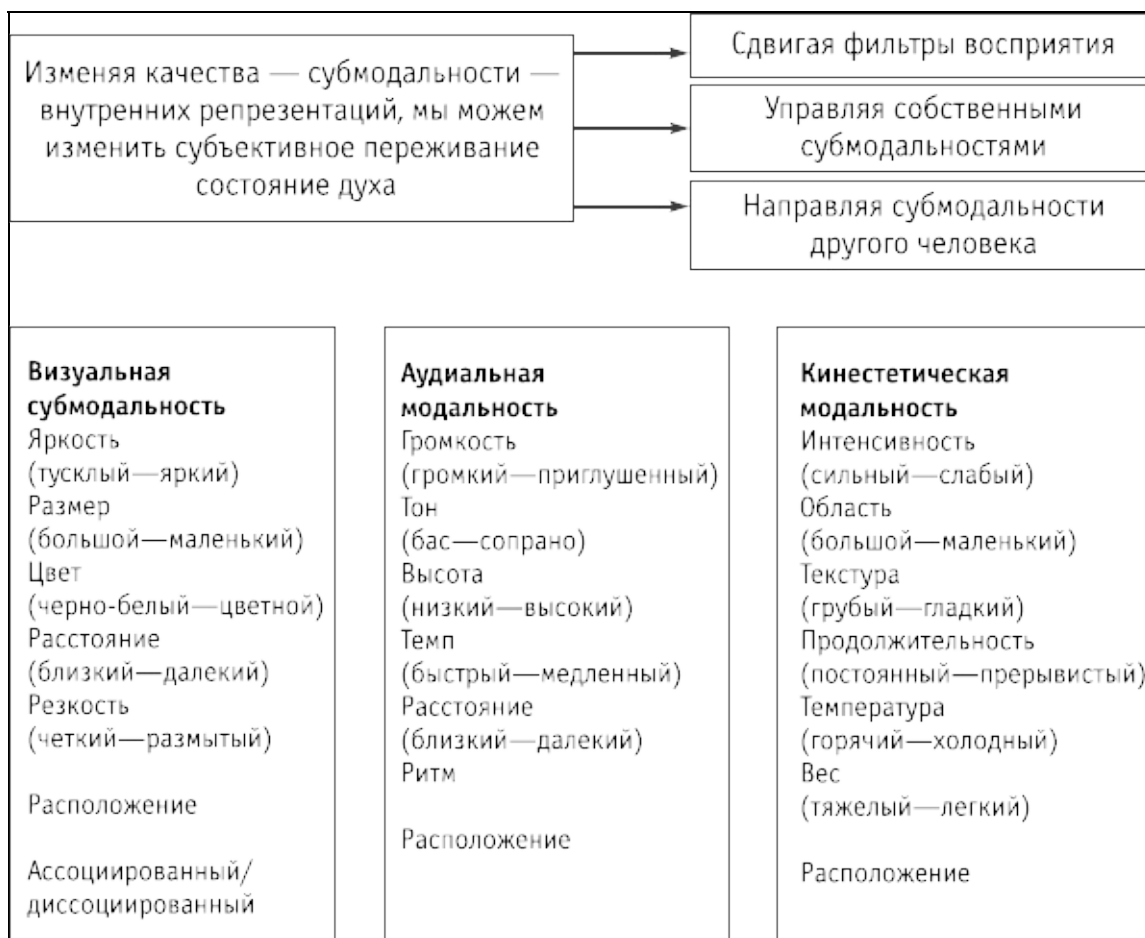 Изменяя качества — субмодальности —
внутренних репрезентаций, мы можем
изменить субъективное переживание
состояние духа
Сдвигая фильтры восприятия
Управляя собственными
субмодальностями
Направляя субмодальности
другого человека
Визуальная
субмодальность
Яркость
(тусклый—яркий)
Размер
(большой—маленький)
Цвет
(черно-белый—цветной)
Расстояние
(близкий—далекий)
Резкость
(четкий—размытый)
Расположение
Ассоциированный/
диссоциированный
Аудиальная
модальность
Громкость
(громкий—приглушенный)
Тон
(бас—сопрано)
Высота
(низкий—высокий)
Темп
(быстрый—медленный)
Расстояние
(близкий—далекий)
Ритм
Расположение
Кинестетическая
модальность
Интенсивность
(сильный—слабый)
Область
(большой—маленький)
Текстура
(грубый—гладкий)
Продолжительность
(постоянный—прерывистый)
Температура
(горячий—холодный)
Вес
(тяжелый—легкий)
Расположение